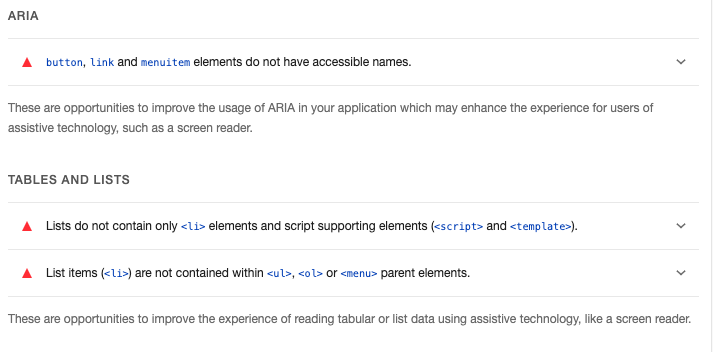 ARIA
button, link and menuitem elements do not have accessible names.
These are opportunities to improve the usage of ARIA in your application which may enhance the experience for users of
assistive technology, such as a screen reader.
TABLES AND LISTS
Lists do not contain only <li> elements and script supporting elements (<script> and <template>).
List items (<li>) are not contained within <ul>, <ol> or <menu> parent elements.
These are opportunities to improve the experience of reading tabular or list data using assistive technology, like a screen reader.